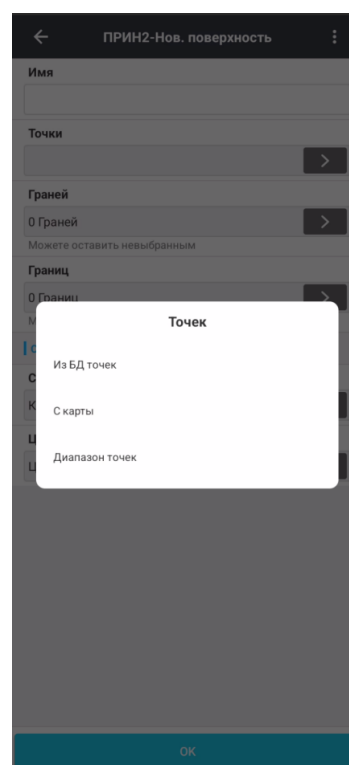 ПРИН2-Нов. поверхность
Имя
Точки
Граней
0 Граней
Можете оставить невыбранным
Границ
0 Границ
Точек
Из БД точек
С карты
Диапазон точек
OK